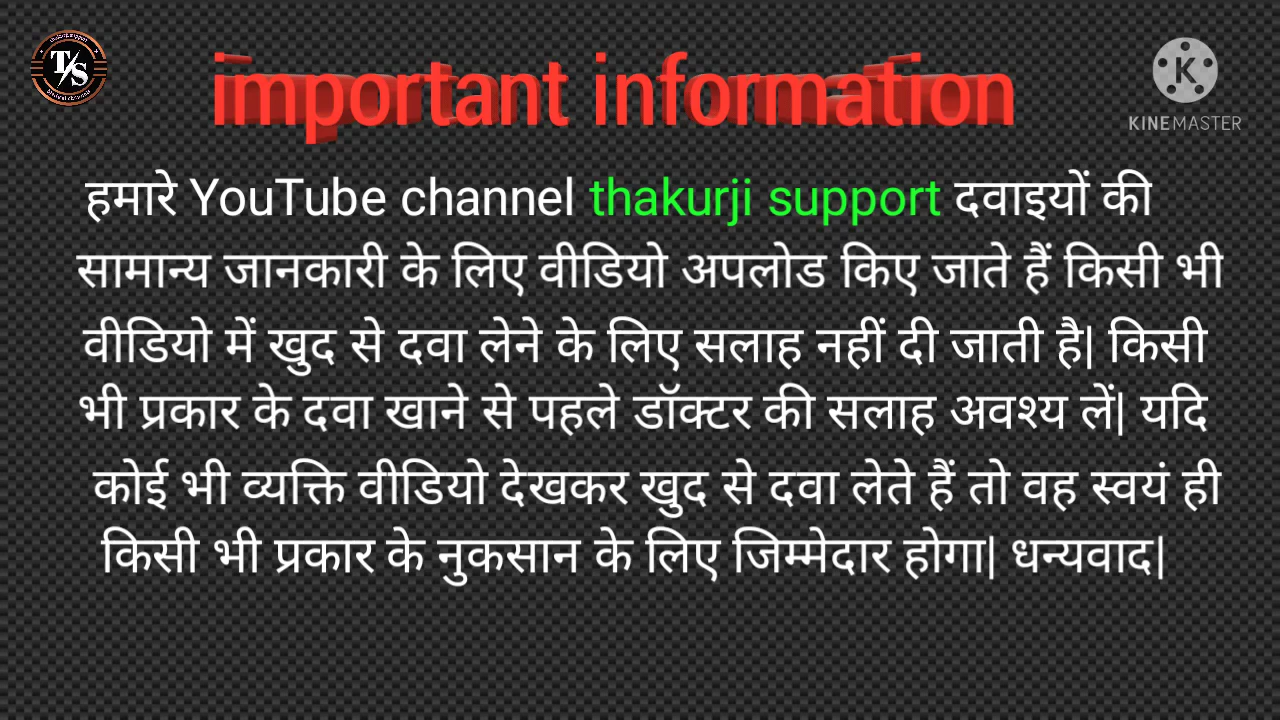 T/S
important information
K
KINEMASTER
हमारे YouTube channel thakurji support दवाइयों की
सामान्य जानकारी के लिए वीडियो अपलोड किए जाते हैं किसी भी
वीडियो में खुद से दवा लेने के लिए सलाह नहीं दी जाती है| किसी
भी प्रकार के दवा खाने से पहले डॉक्टर की सलाह अवश्य लें| यदि
कोई भी व्यक्ति वीडियो देखकर खुद से दवा लेते हैं तो वह स्वयं ही
किसी भी प्रकार के नुकसान के लिए जिम्मेदार होगा| धन्यवाद|